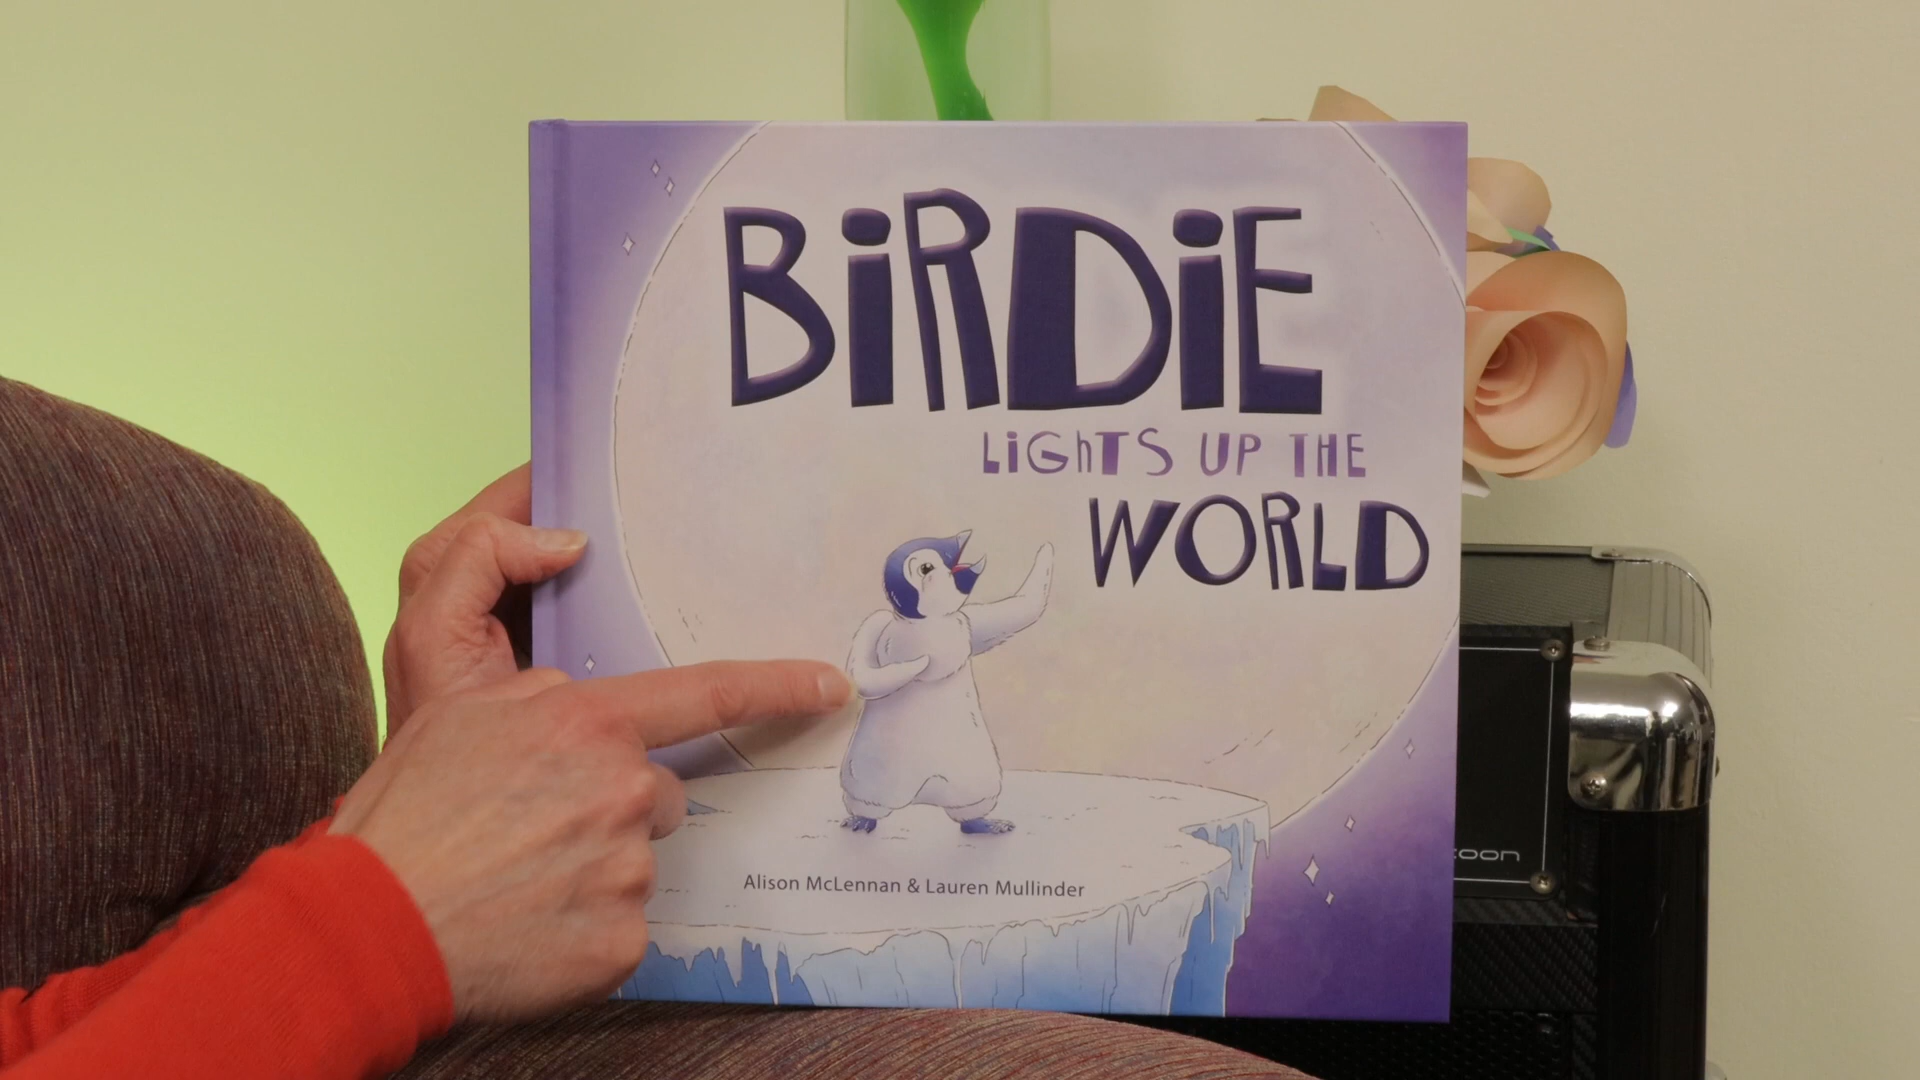 BiRDiE
LiGhTS UP THE
WORLD
Alison McLennan & Lauren Mullinder